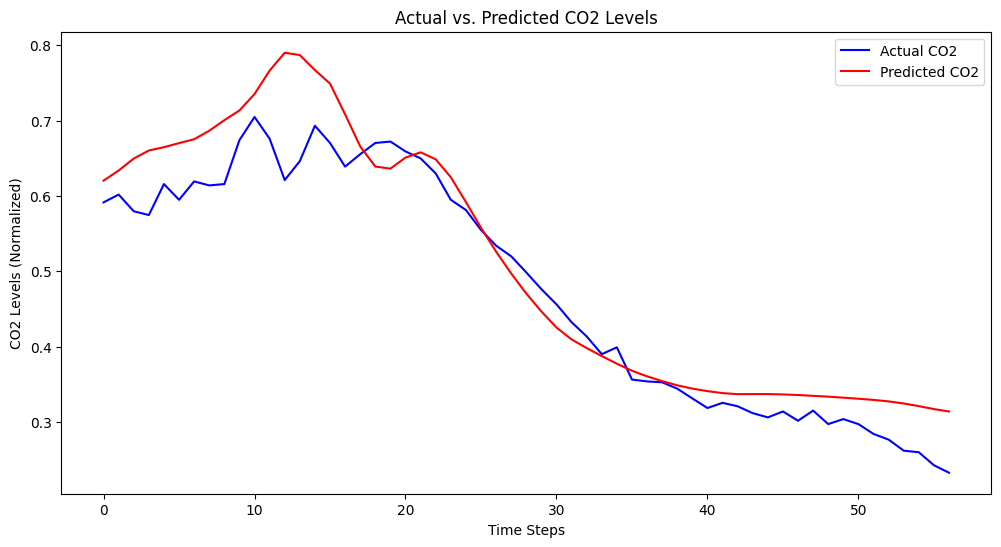 Actual vs. Predicted CO2 Levels
Actual CO2
Predicted CO2
CO2 Levels (Normalized)
0.8
0.7
0.6
0.5
0.4
0.3
0
10
20
30
40
50
Time Steps